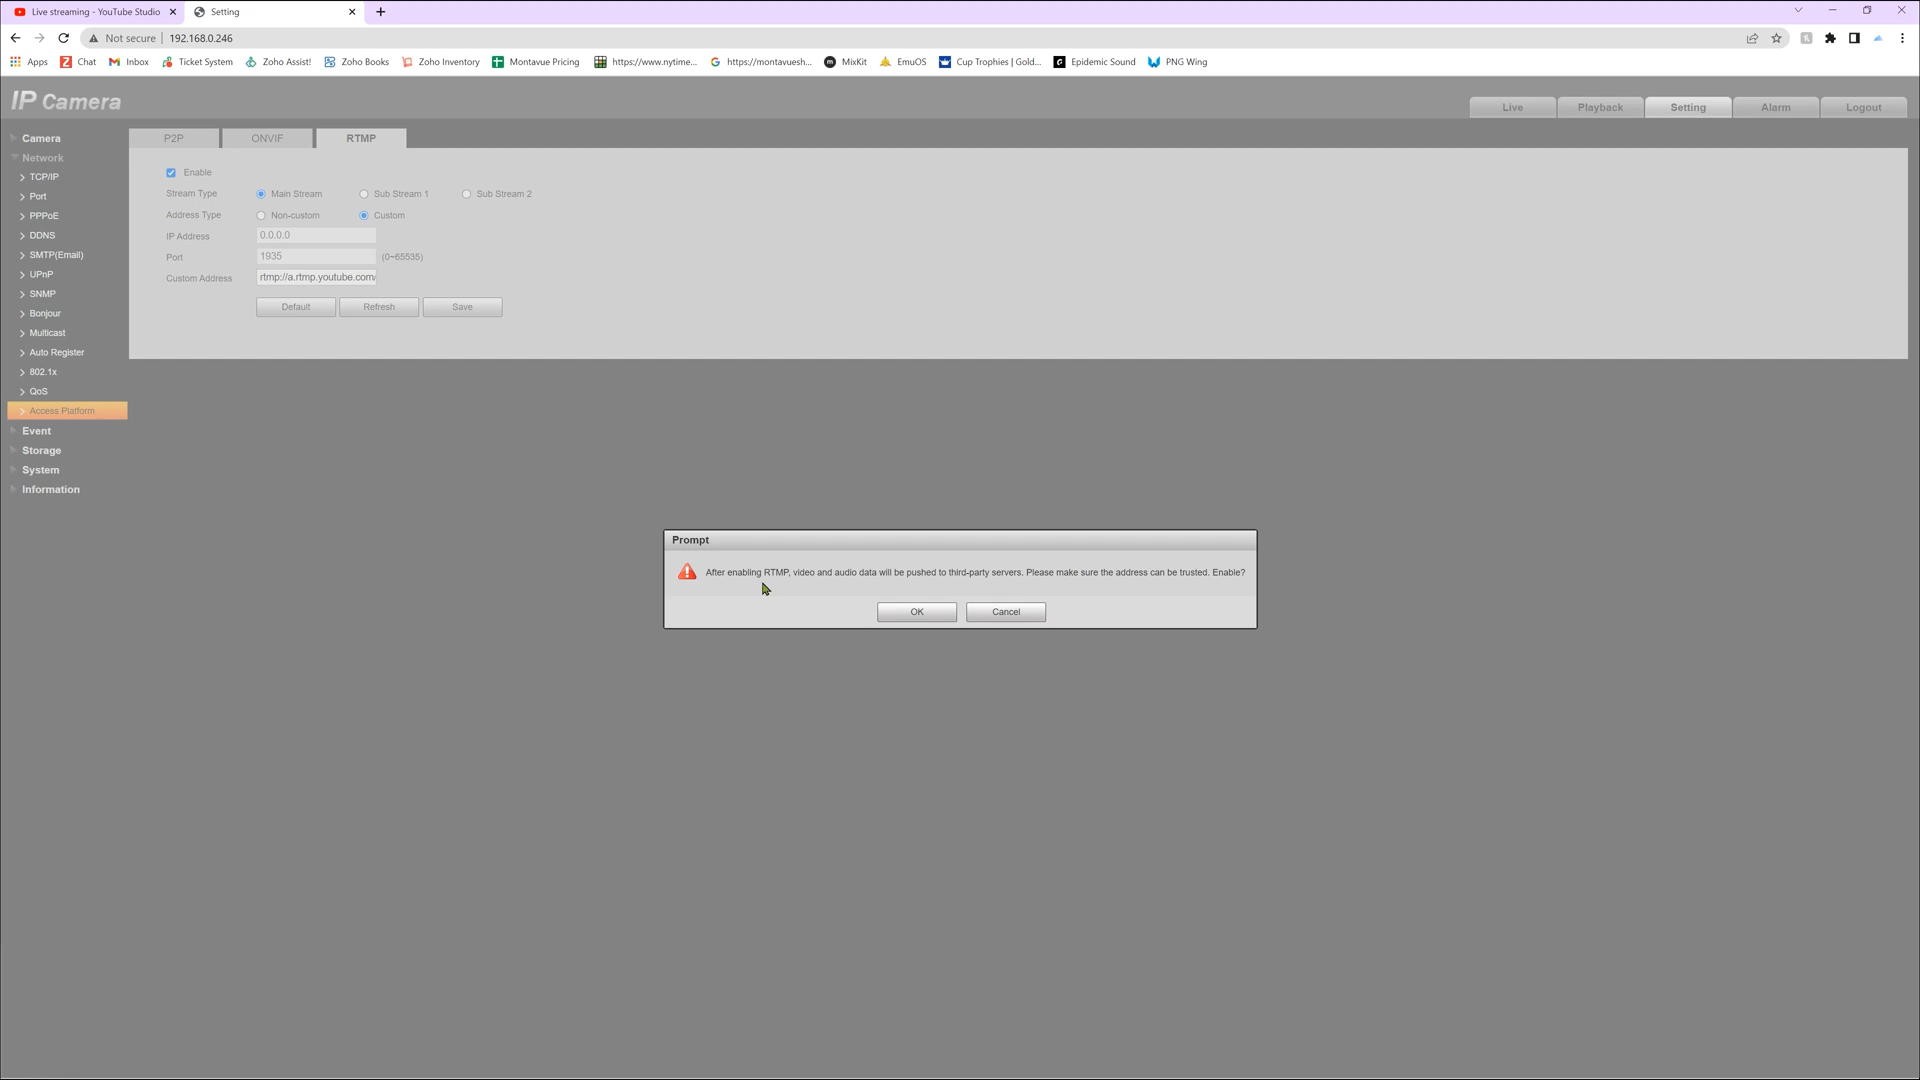 Live streaming - YouTube Studio
Setting
Not secure | 192.168.0.246
Apps Chat Inbox Ticket System Zoho Assist! Zoho Books Zoho Inventory Montavue Pricing https://www.nytime... https://montavuesh... MixKit EmuOS Cup Trophies | Gold... Epidemic Sound PNG Wing
IP Camera
Live Playback Setting Alarm Logout
Camera
Network
TCP/IP
Port
PPPoE
DDNS
SMTP(Email)
UPnP
SNMP
Bonjour
Multicast
Auto Register
802.1x
QoS
Access Platform
Event
Storage
System
Information
P2P ONVIF RTMP
Enable
Stream Type Main Stream Sub Stream 1 Sub Stream 2
Address Type Non-custom Custom
IP Address 0.0.0.0
Port 1935 (0~65535)
Custom Address rtmp://a.rtmp.youtube.com/
Default Refresh Save
Prompt
After enabling RTMP, video and audio data will be pushed to third-party servers. Please make sure the address can be trusted. Enable?
OK Cancel